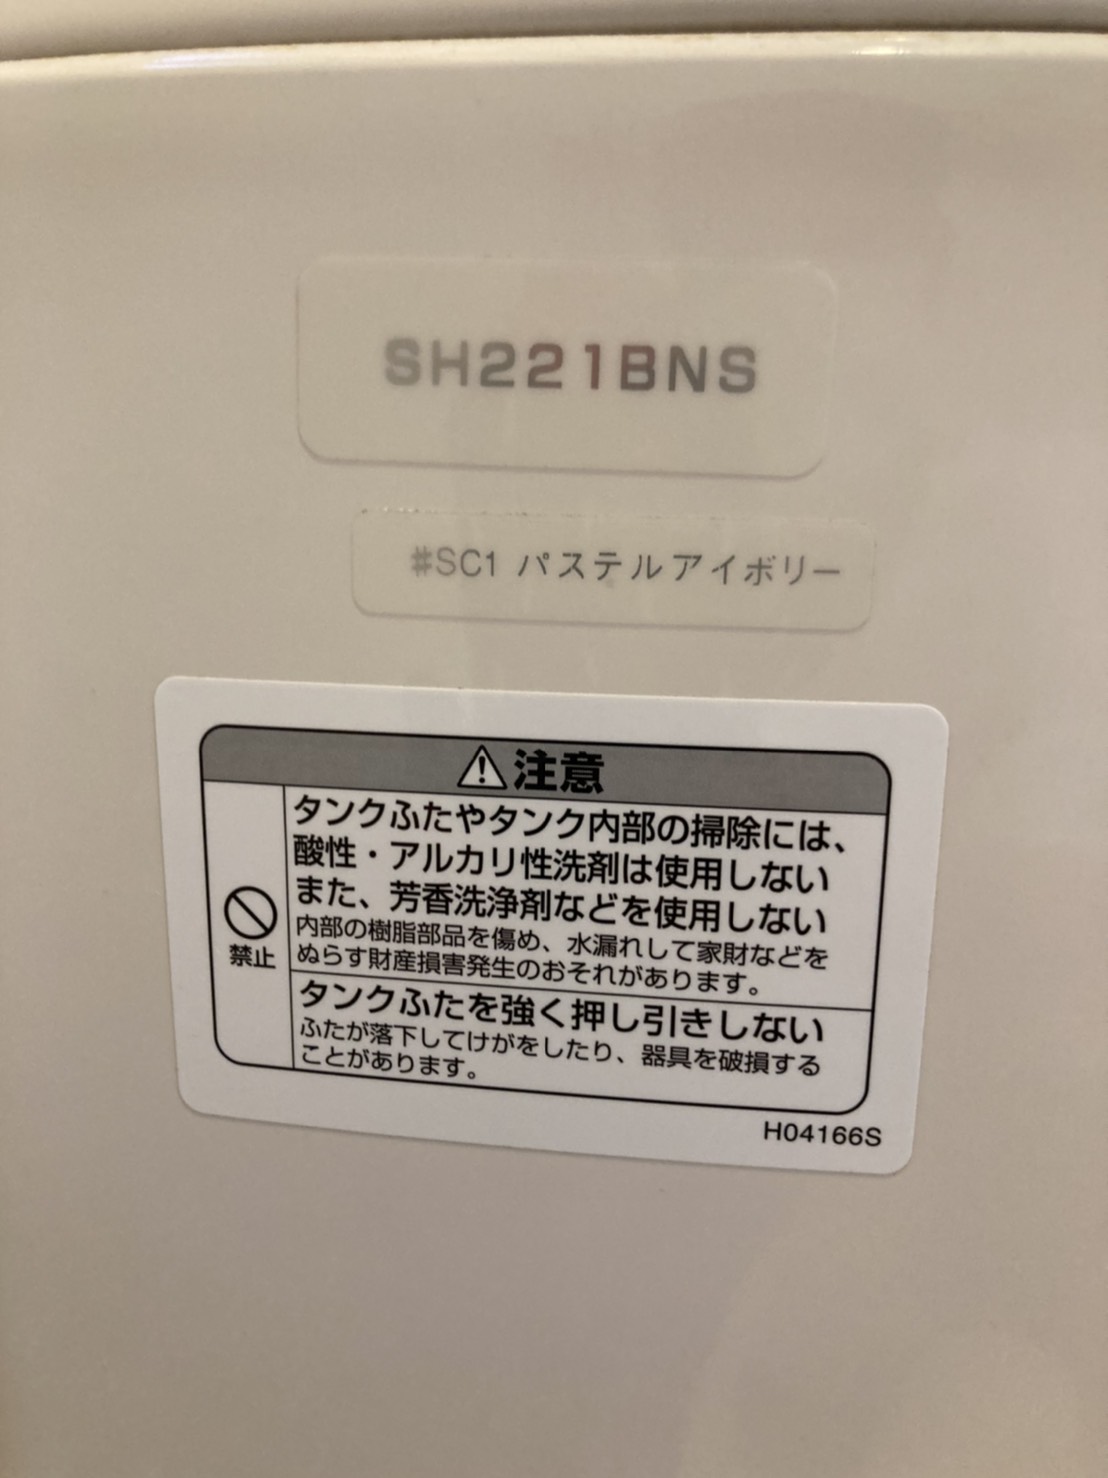 SH221BNS
#SC1 パステルアイボリー
注意
禁止
タンクふたやタンク内部の掃除には、
酸性・アルカリ性洗剤は使用しない
また、芳香洗浄剤などを使用しない
内部の樹脂部品を傷め、水漏れして家財などを
ぬらす財産損害発生のおそれがあります。
タンクふたを強く押し引きしない
ふたが落下してけがをしたり、器具を破損する
ことがあります。
H04166S